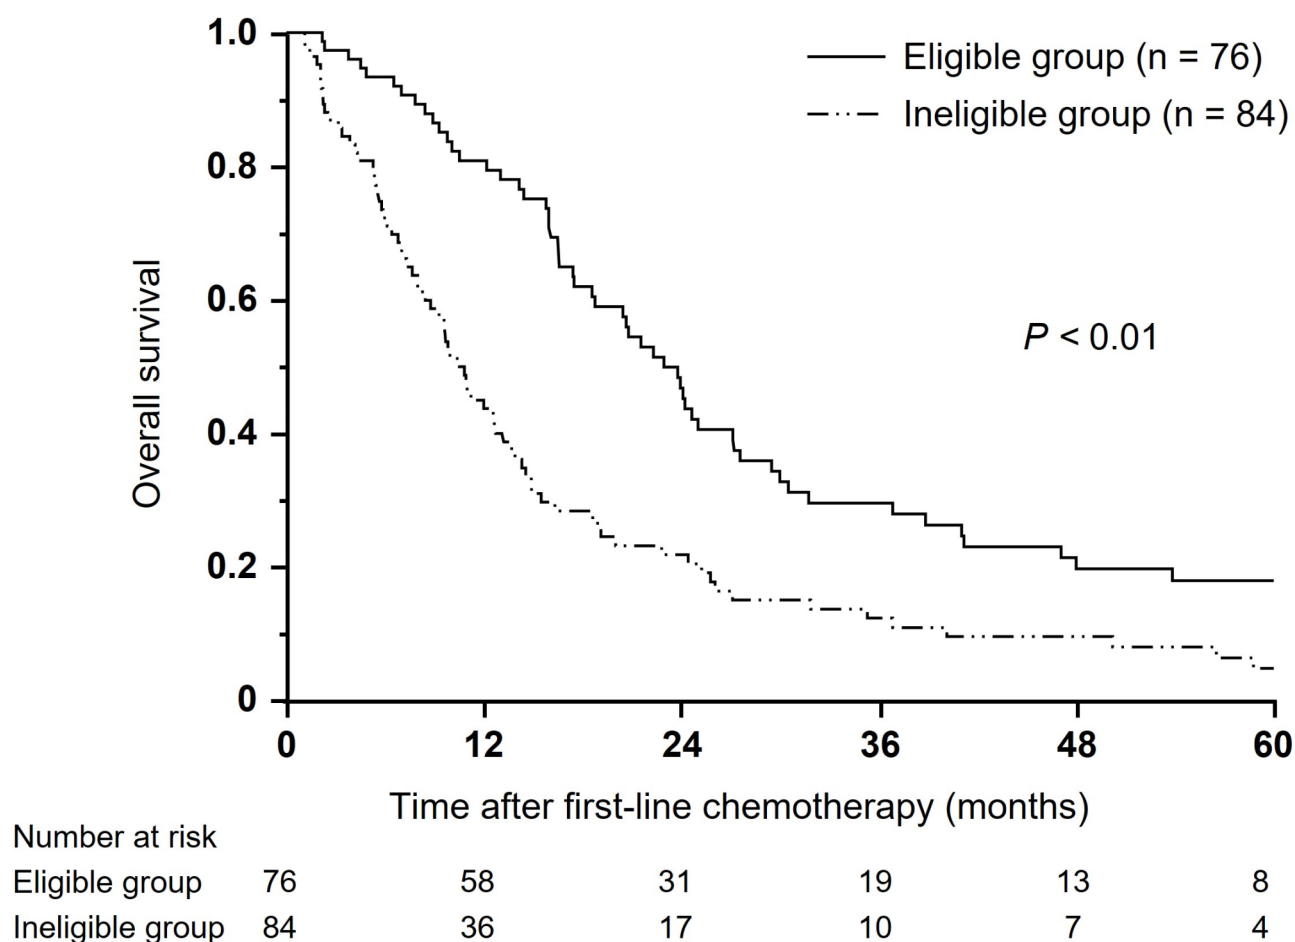 Overall survival
1.0
0.8
0.6
0.4
0.2
0
Eligible group (n = 76)
Ineligible group (n = 84)
P < 0.01
0 12 24 36 48 60
Time after first-line chemotherapy (months)
Number at risk
Eligible group 76 58 31 19 13 8
Ineligible group 84 36 17 10 7 4